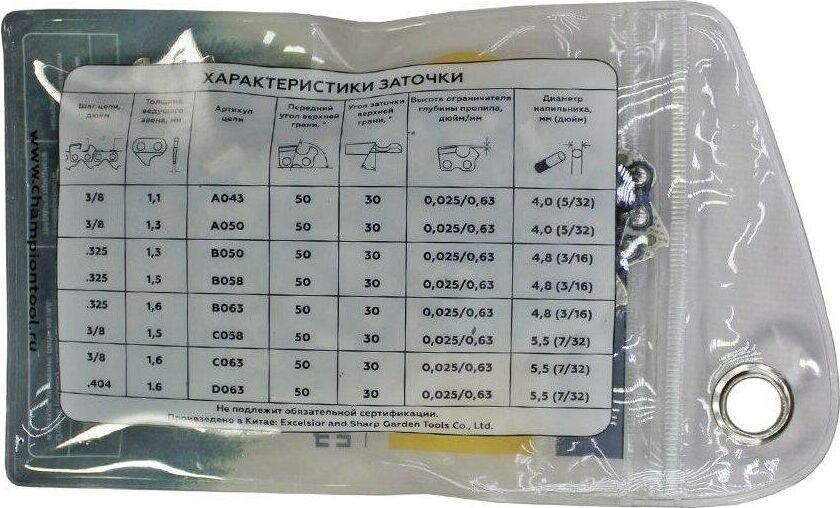 ХАРАКТЕРИСТИКИ ЗАТОЧКИ
Шаг цепи, дюйм | Толщина ведущего звена, мм | Артикул цепи | Передний угол верхней грани, ° | Угол заточки верхней грани, ° | Высота ограничителя глубины пропила, дюйм/мм | Диаметр напильника, мм (дюйм)
3/8 1,1 A043 50 30 0,025/0,63 4,0 (5/32)
3/8 1,3 A050 50 30 0,025/0,63 4,0 (5/32)
.325 1,3 B050 50 30 0,025/0,63 4,8 (3/16)
.325 1,5 B058 50 30 0,025/0,63 4,8 (3/16)
.325 1,6 B063 50 30 0,025/0,63 4,8 (3/16)
3/8 1,5 C058 50 30 0,025/0,63 5,5 (7/32)
3/8 1,6 C063 50 30 0,025/0,63 5,5 (7/32)
.404 1.6 D063 50 30 0,025/0,63 5,5 (7/32)
Не подлежит обязательной сертификации.
Произведено в Китае: Excelsior and Sharp Garden Tools Co., Ltd.
www.championtool.ru